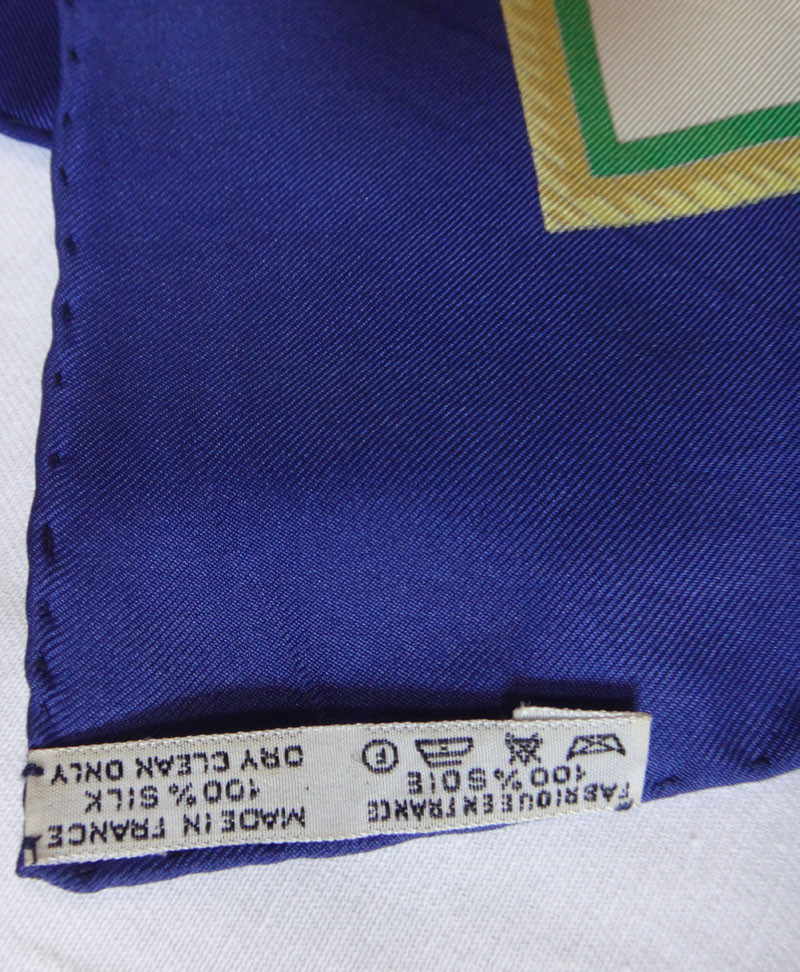 FABRIQUE EN FRANCE
100% SOIE
MADE IN FRANCE
100% SILK
DRY CLEAN ONLY